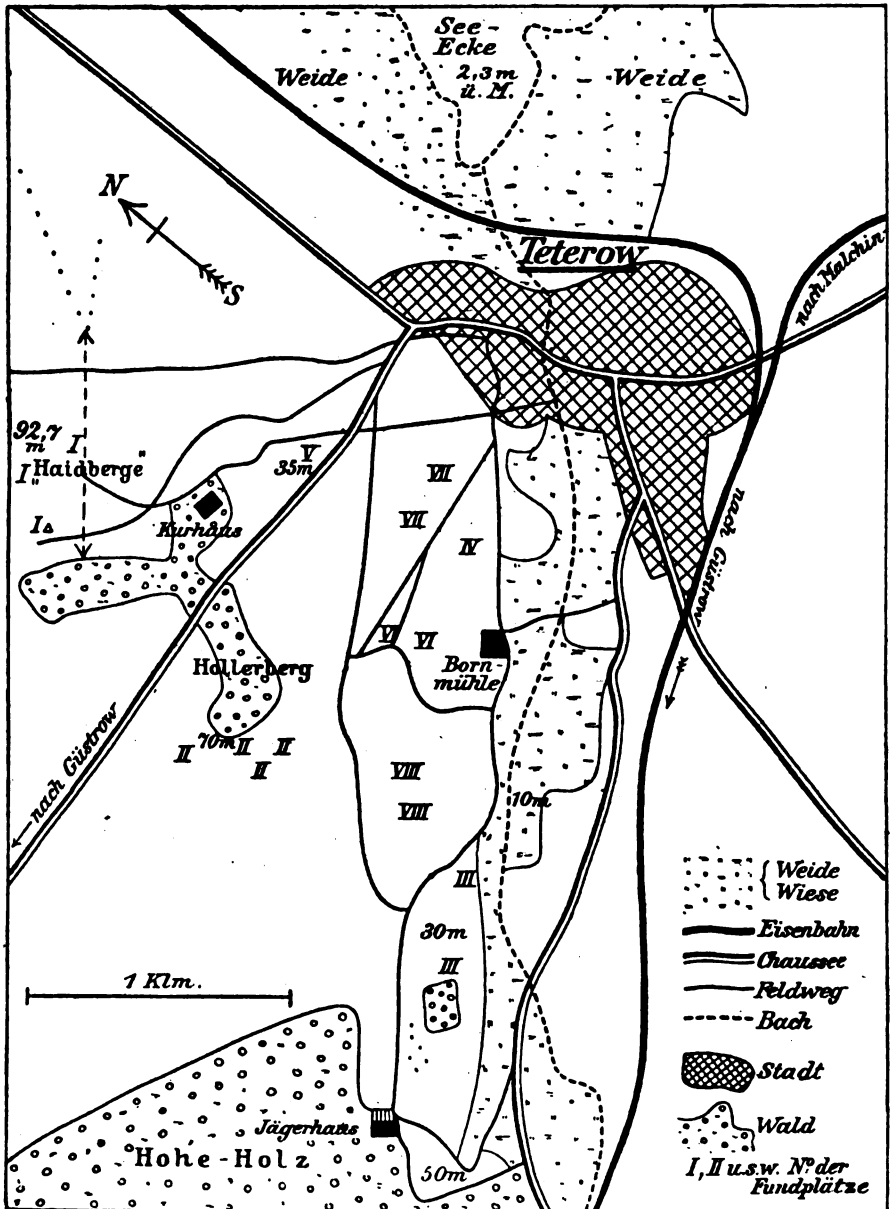 See-
Ecke
2,3 m
ü. M.
Weide
Weide
N
S
Teterow
nach Malchin
92,7
m
I
I
„Haidberge“
I
Kurhaus
V
35m
VII
VII
IV
VI
VI
Born-
mühle
nach Güstrow
Hollerberg
70m
II
II
II
II
nach Güstrow
VIII
VIII
10m
III
30m
III
1 Klm.
Jägerhaus
Hohe-Holz
50m
Weide
Wiese
Eisenbahn
Chaussee
Feldweg
Bach
Stadt
Wald
I, II u.s.w. No. der
Fundplätze